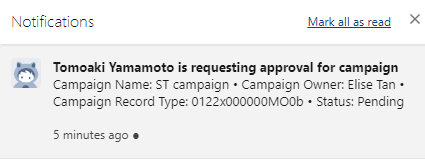 Notifications
Mark all as read
Tomoaki Yamamoto is requesting approval for campaign
Campaign Name: ST campaign • Campaign Owner: Elise Tan •
Campaign Record Type: 0122x000000MO0b • Status: Pending
5 minutes ago ●